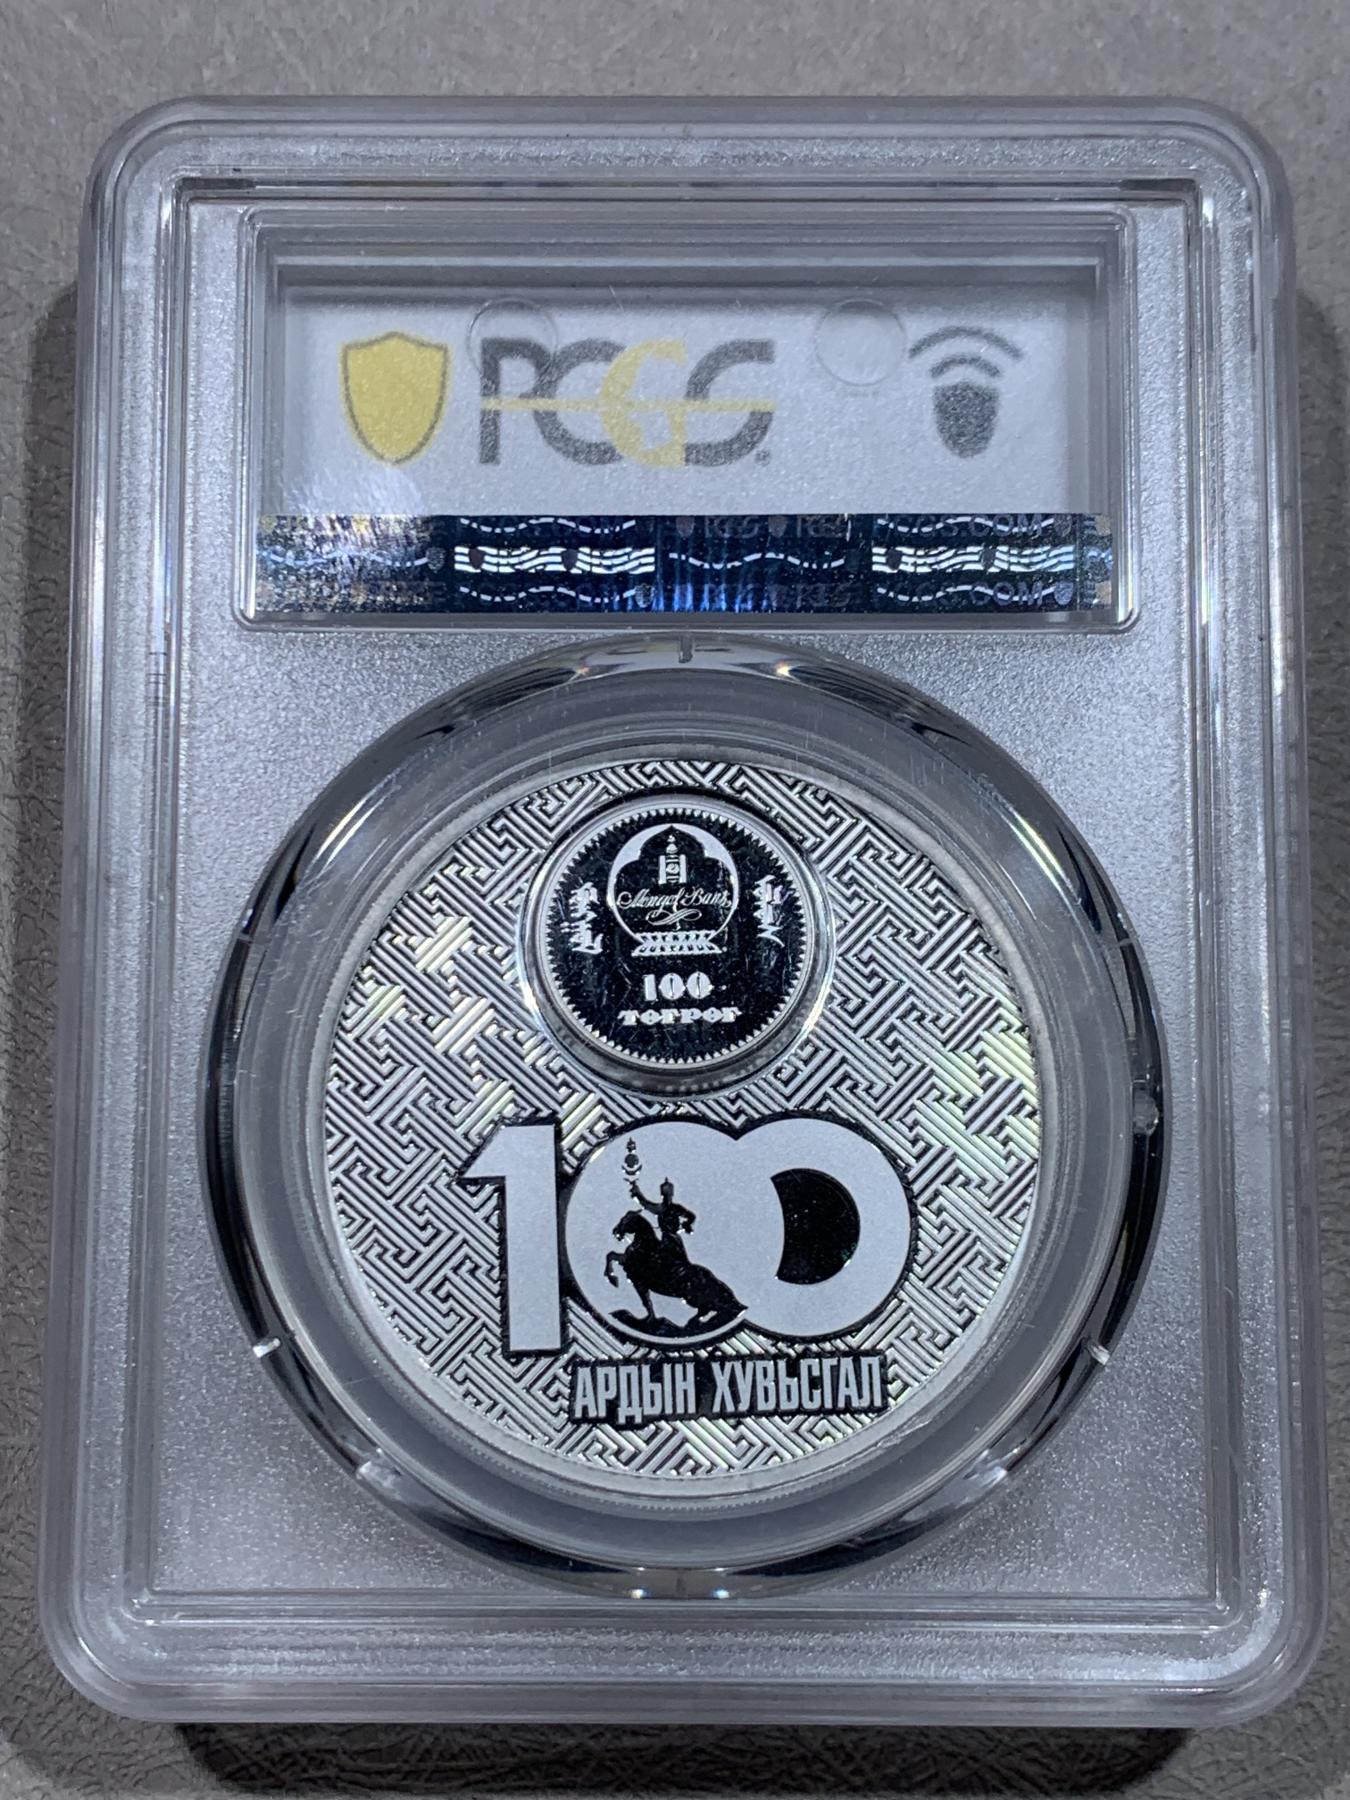 PCGS
Mongol Bank
100
ТӨГРӨГ
100
АРДЫН ХУВЬСГАЛ